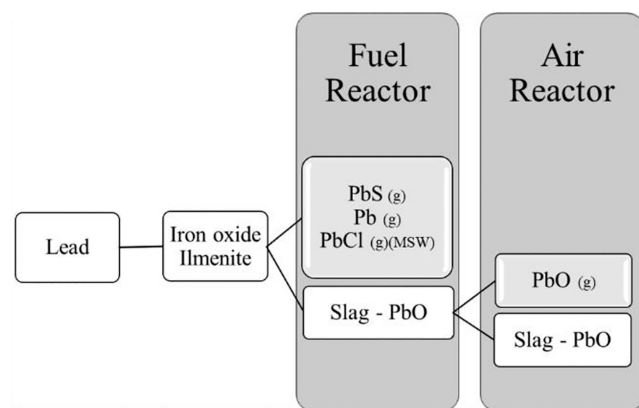 Fuel
Reactor
Air
Reactor
Lead
Iron oxide
Ilmenite
PbS (g)
Pb (g)
PbCl (g)(MSW)
Slag - PbO
PbO (g)
Slag - PbO